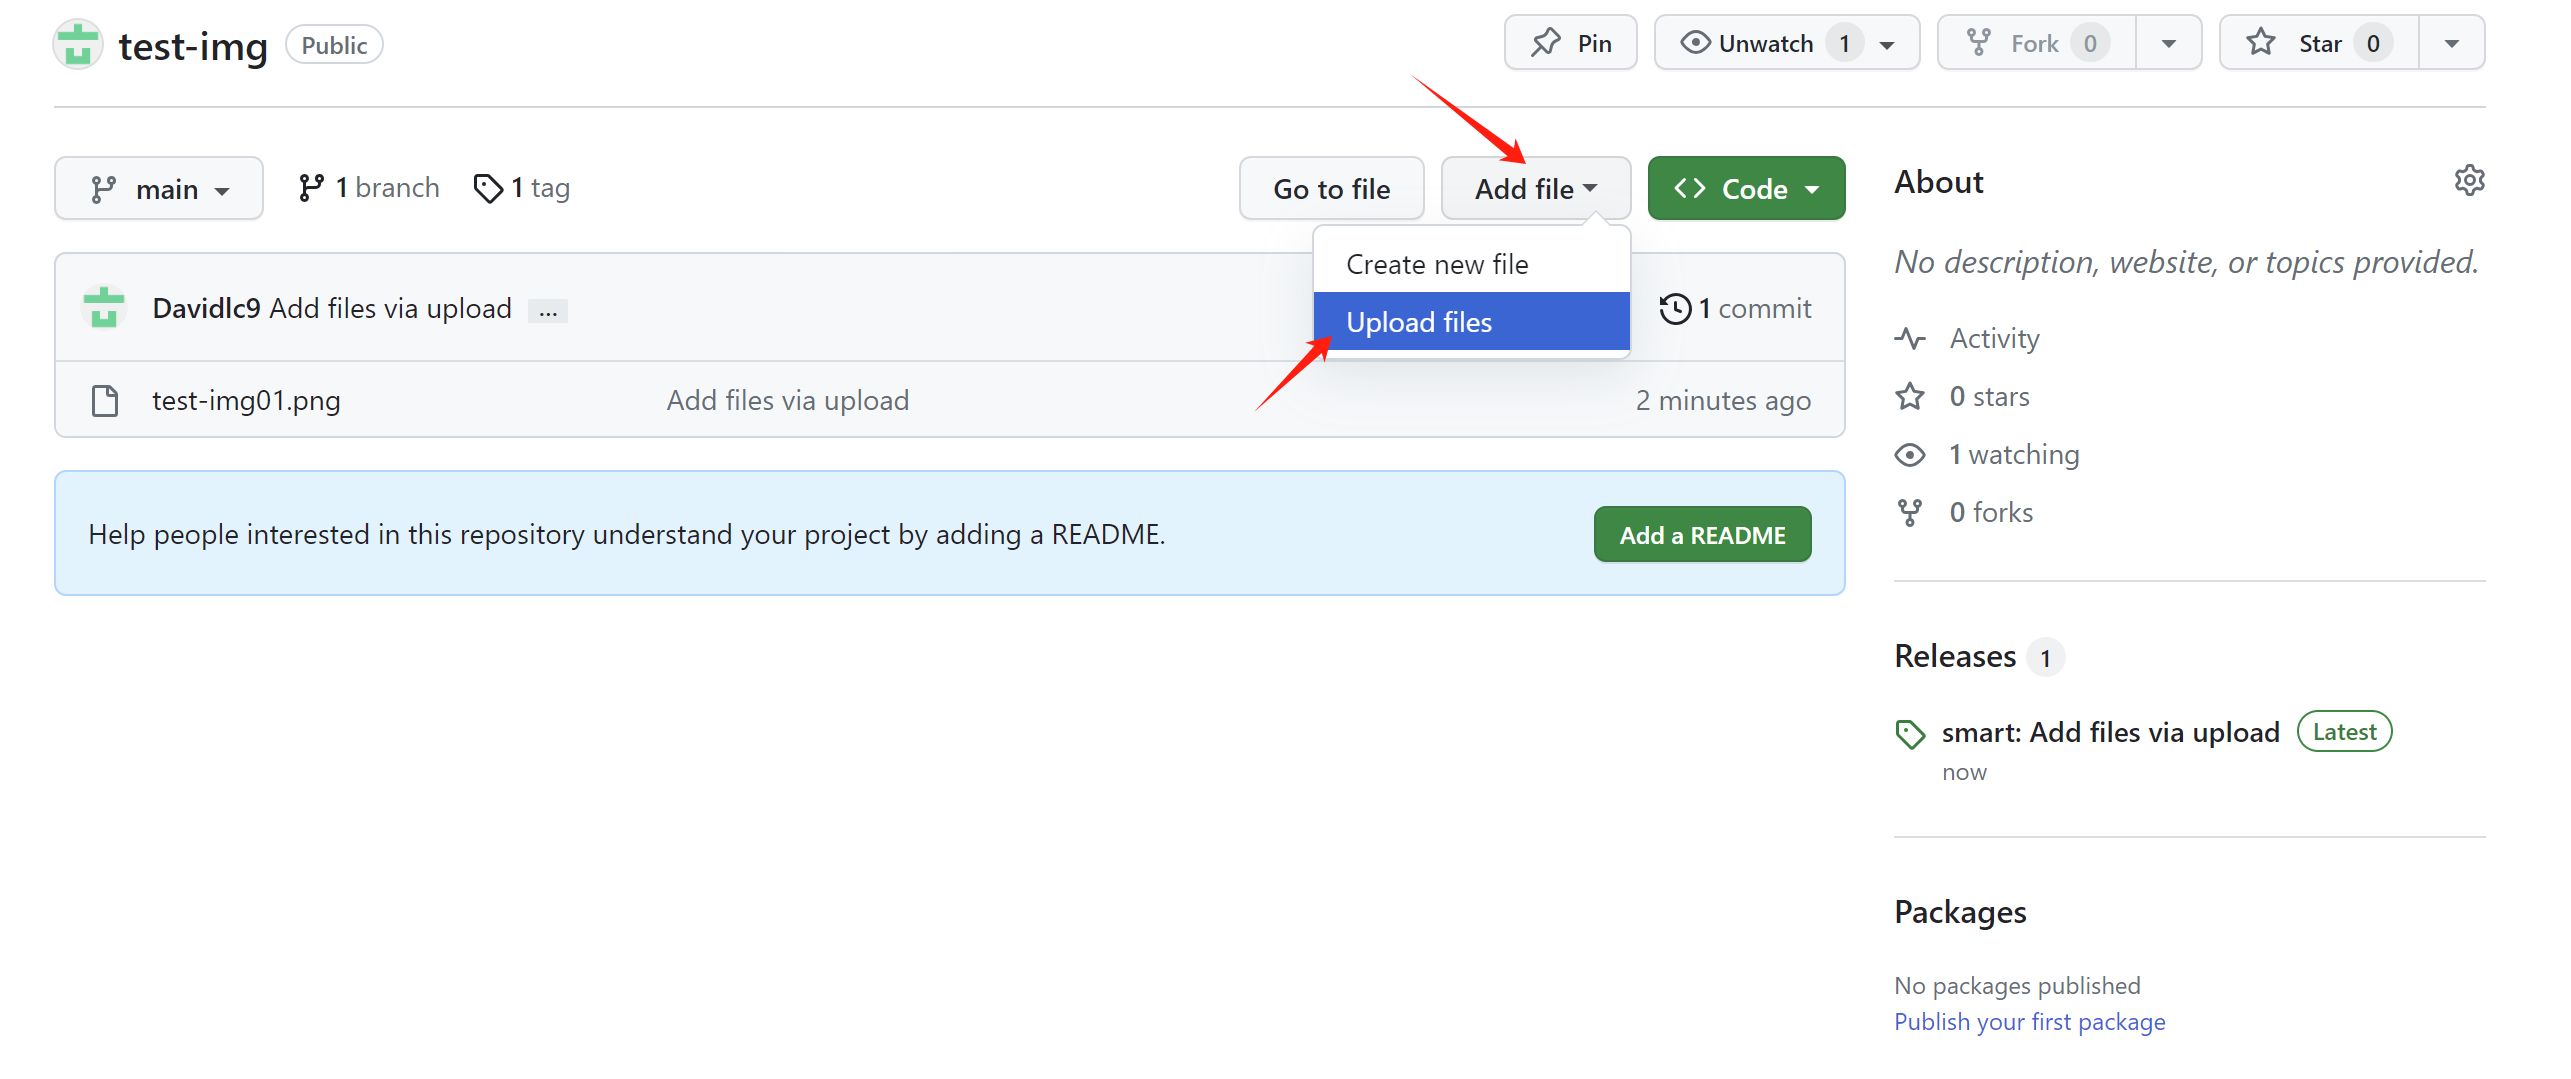 test-img Public
Pin Unwatch 1 Fork 0 Star 0
main 1 branch 1 tag Go to file Add file Code
Create new file
Upload files
Davidlc9 Add files via upload ... 1 commit
test-img01.png Add files via upload 2 minutes ago
Help people interested in this repository understand your project by adding a README. Add a README
About
No description, website, or topics provided.
Activity
0 stars
1 watching
0 forks
Releases 1
smart: Add files via upload Latest
now
Packages
No packages published
Publish your first package